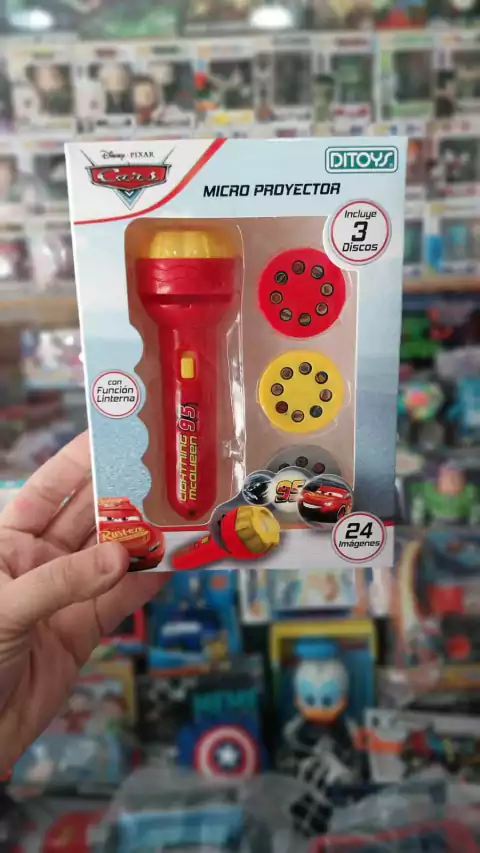 Disney · PIXAR
Cars
DITOYS
MICRO PROYECTOR
Incluye
3
Discos
con
Función
Linterna
LIGHTNING
McQUEEN 95
95
Rust-eze
24
Imágenes